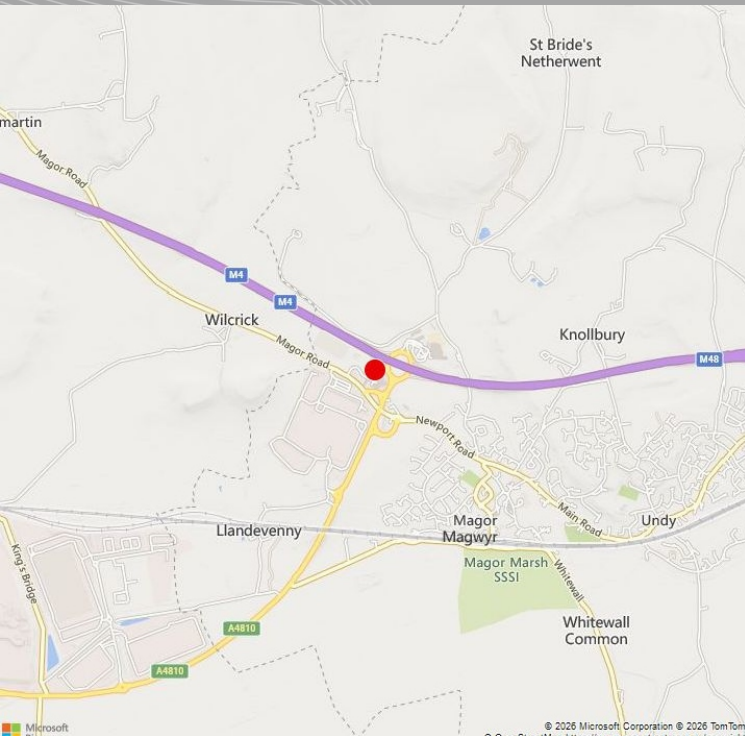 St Bride's
Netherwent
martin
Magor Road
M4
M4
Wilcrick
Knollbury
Magor Road
M48
Newport Road
Main Road
Magor
Magwyr
Undy
Llandevenny
King's Bridge
Magor Marsh
SSSI
Whitewall
Whitewall
Common
A4810
A4810
Microsoft
© 2026 Microsoft Corporation © 2026 TomTom